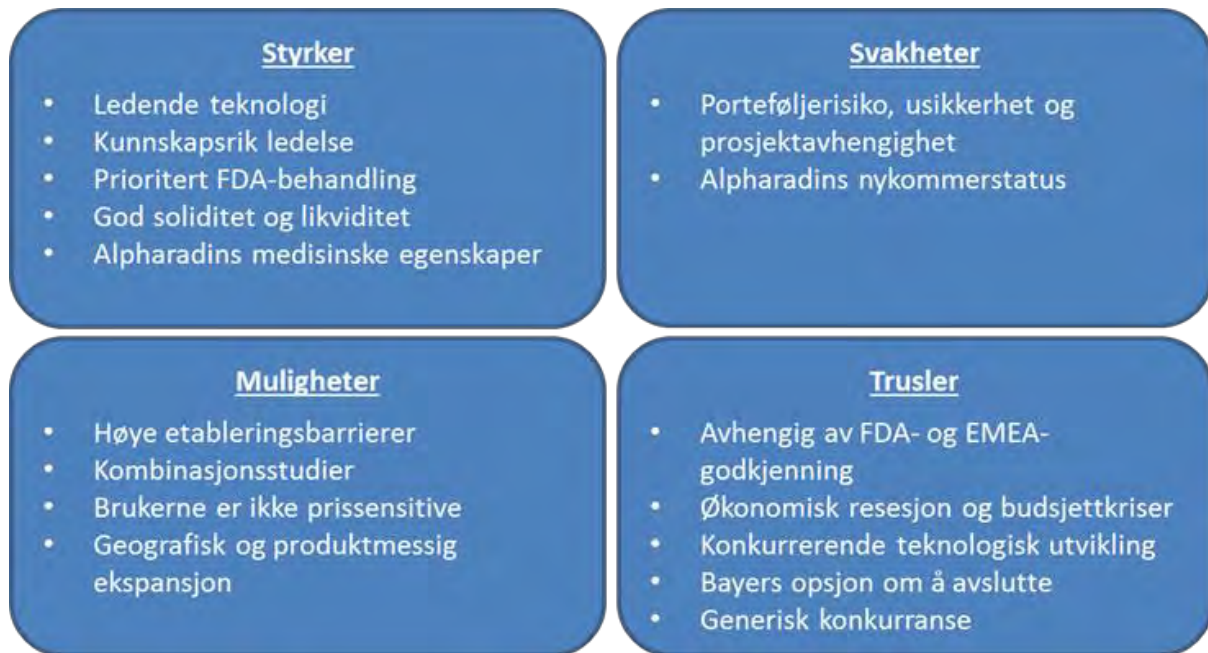 Styrker
• Ledende teknologi
• Kunnskapsrik ledelse
• Prioritert FDA-behandling
• God soliditet og likviditet
• Alpharadins medisinske egenskaper
Svakheter
• Porteføljerisiko, usikkerhet og
prosjektavhengighet
• Alpharadins nykommerstatus
Muligheter
• Høye etableringsbarrierer
• Kombinasjonsstudier
• Brukerne er ikke prissensitive
• Geografisk og produktmessig
ekspansjon
Trusler
• Avhengig av FDA- og EMEA-
godkjenning
• Økonomisk resesjon og budsjettkriser
• Konkurrerende teknologisk utvikling
• Bayers opsjon om å avslutte
• Generisk konkurranse